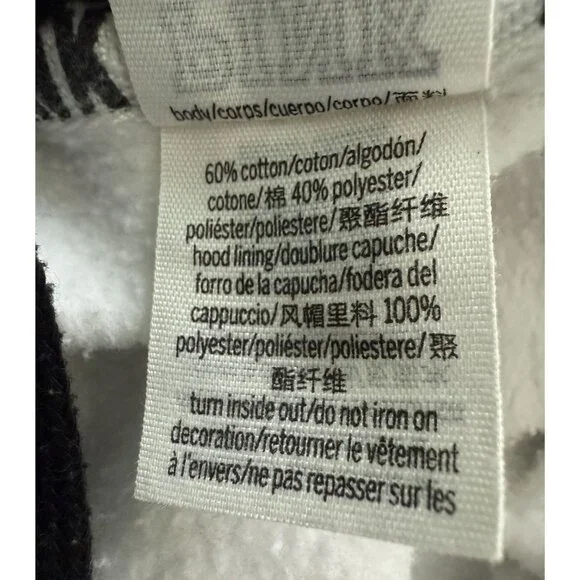 PINK
body/corps/cuerpo/corpo/面料
60% cotton/coton/algodón/
cotone/棉 40% polyester/
poliéster/poliestere/聚酯纤维
hood lining/doublure capuche/
forro de la capucha/fodera del
cappuccio/风帽里料 100%
polyester/poliéster/poliestere/聚
酯纤维
turn inside out/do not iron on
decoration/retourner le vêtement
à l'envers/ne pas repasser sur les